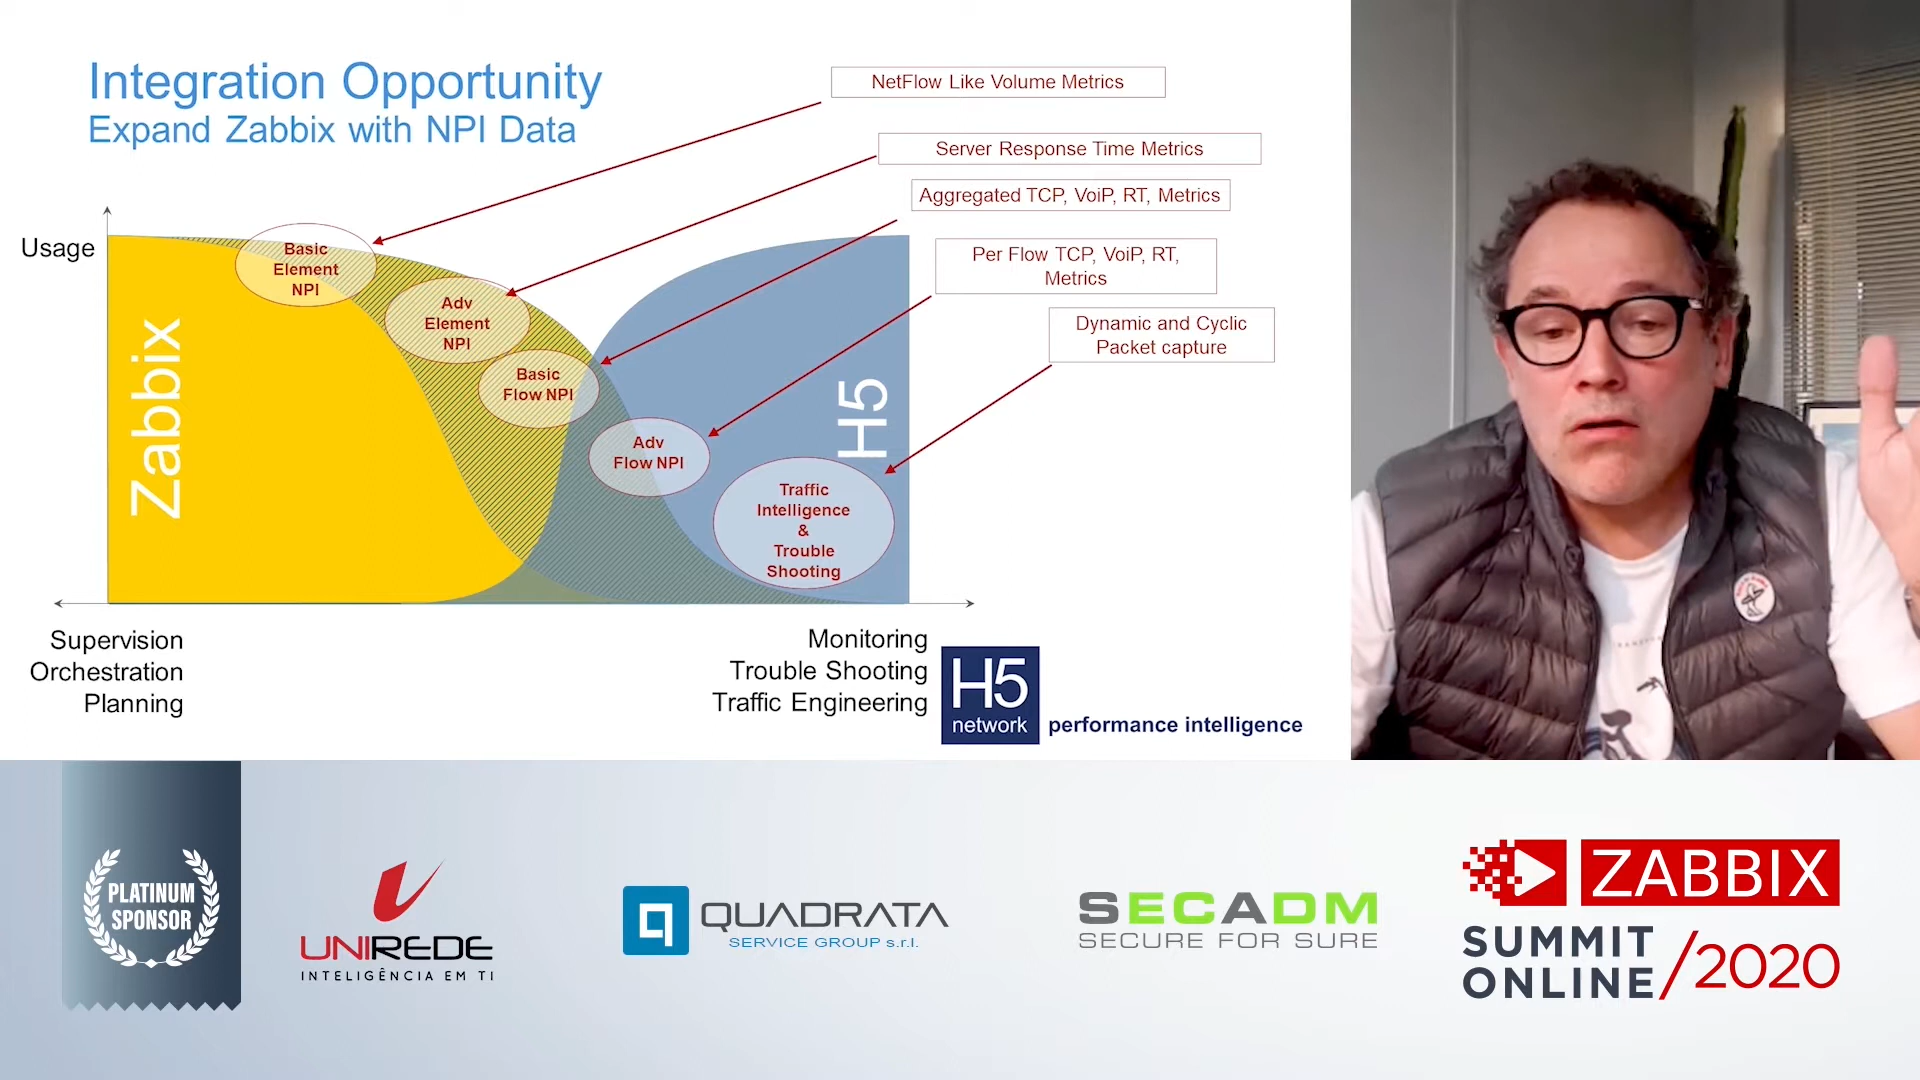 Integration Opportunity
Expand Zabbix with NPI Data
NetFlow Like Volume Metrics
Server Response Time Metrics
Aggregated TCP, VoiP, RT, Metrics
Per Flow TCP, VoiP, RT,
Metrics
Dynamic and Cyclic
Packet capture
Usage
Basic
Element
NPI
Adv
Element
NPI
Basic
Flow NPI
Adv
Flow NPI
Traffic
Intelligence
&
Trouble
Shooting
Zabbix
H5
Supervision
Orchestration
Planning
Monitoring
Trouble Shooting
Traffic Engineering
H5
network
performance intelligence
PLATINUM
SPONSOR
UNIREDE
INTELIGÊNCIA EM TI
QUADRATA
SERVICE GROUP s.r.l.
SECADM
SECURE FOR SURE
ZABBIX
SUMMIT
ONLINE
/2020